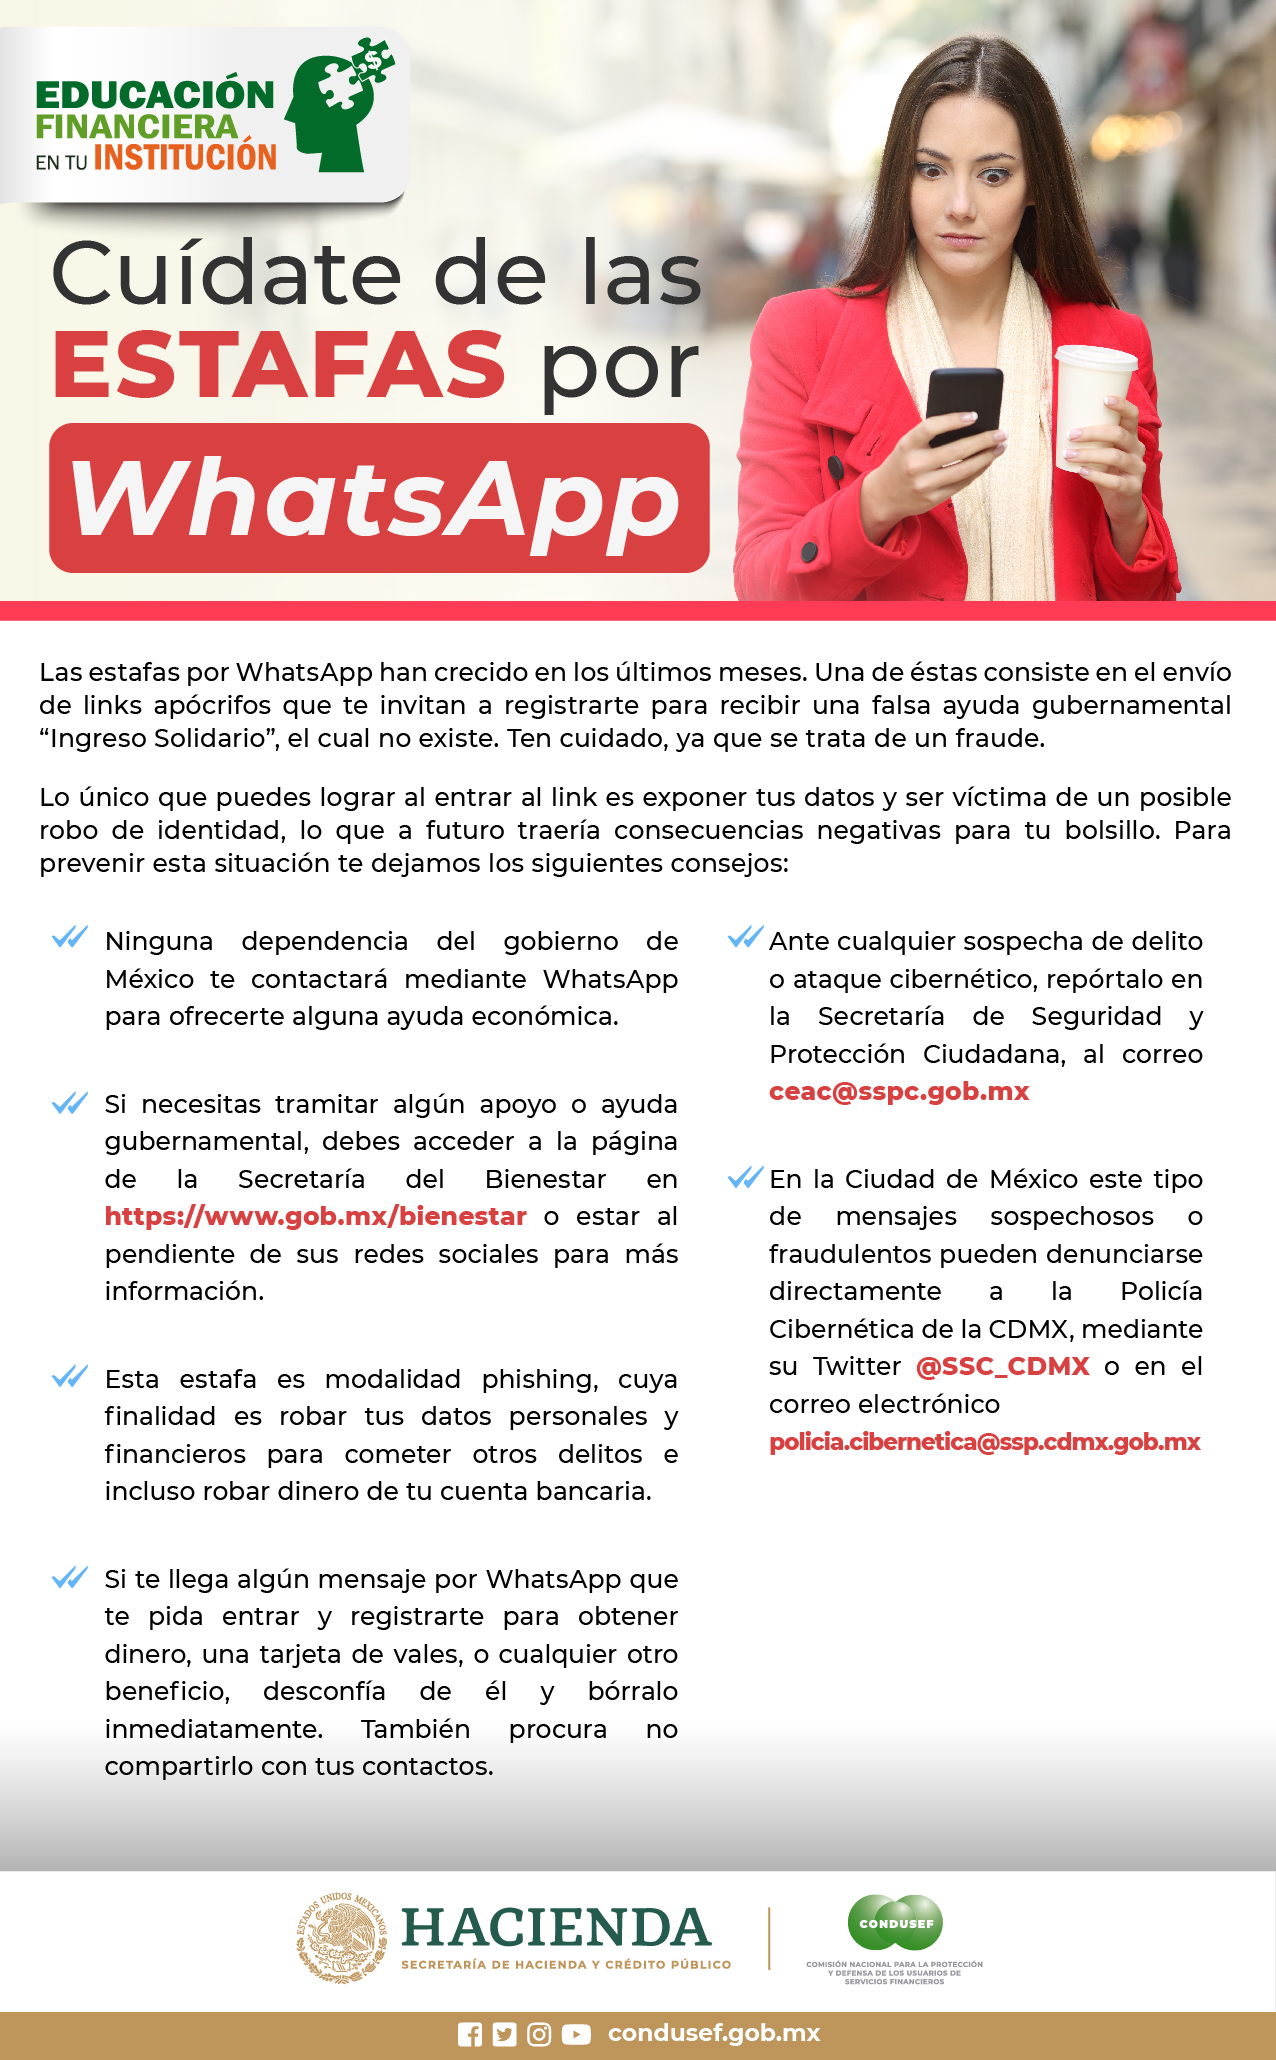 EDUCACIÓN
FINANCIERA
EN TU INSTITUCIÓN
$
Cuídate de las
ESTAFAS por
WhatsApp
Las estafas por WhatsApp han crecido en los últimos meses. Una de éstas consiste en el envío
de links apócrifos que te invitan a registrarte para recibir una falsa ayuda gubernamental
“Ingreso Solidario”, el cual no existe. Ten cuidado, ya que se trata de un fraude.
Lo único que puedes lograr al entrar al link es exponer tus datos y ser víctima de un posible
robo de identidad, lo que a futuro traería consecuencias negativas para tu bolsillo. Para
prevenir esta situación te dejamos los siguientes consejos:
Ninguna dependencia del gobierno de
México te contactará mediante WhatsApp
para ofrecerte alguna ayuda económica.
Si necesitas tramitar algún apoyo o ayuda
gubernamental, debes acceder a la página
de la Secretaría del Bienestar en
https://www.gob.mx/bienestar o estar al
pendiente de sus redes sociales para más
información.
Esta estafa es modalidad phishing, cuya
finalidad es robar tus datos personales y
financieros para cometer otros delitos e
incluso robar dinero de tu cuenta bancaria.
Si te llega algún mensaje por WhatsApp que
te pida entrar y registrarte para obtener
dinero, una tarjeta de vales, o cualquier otro
beneficio, desconfía de él y bórralo
inmediatamente. También procura no
compartirlo con tus contactos.
Ante cualquier sospecha de delito
o ataque cibernético, repórtalo en
la Secretaría de Seguridad y
Protección Ciudadana, al correo
ceac@sspc.gob.mx
En la Ciudad de México este tipo
de mensajes sospechosos o
fraudulentos pueden denunciarse
directamente a la Policía
Cibernética de la CDMX, mediante
su Twitter @SSC_CDMX o en el
correo electrónico
policia.cibernetica@ssp.cdmx.gob.mx
ESTADOS UNIDOS MEXICANOS
HACIENDA
SECRETARÍA DE HACIENDA Y CRÉDITO PÚBLICO
CONDUSEF
COMISIÓN NACIONAL PARA LA PROTECCIÓN
Y DEFENSA DE LOS USUARIOS DE
SERVICIOS FINANCIEROS
condusef.gob.mx